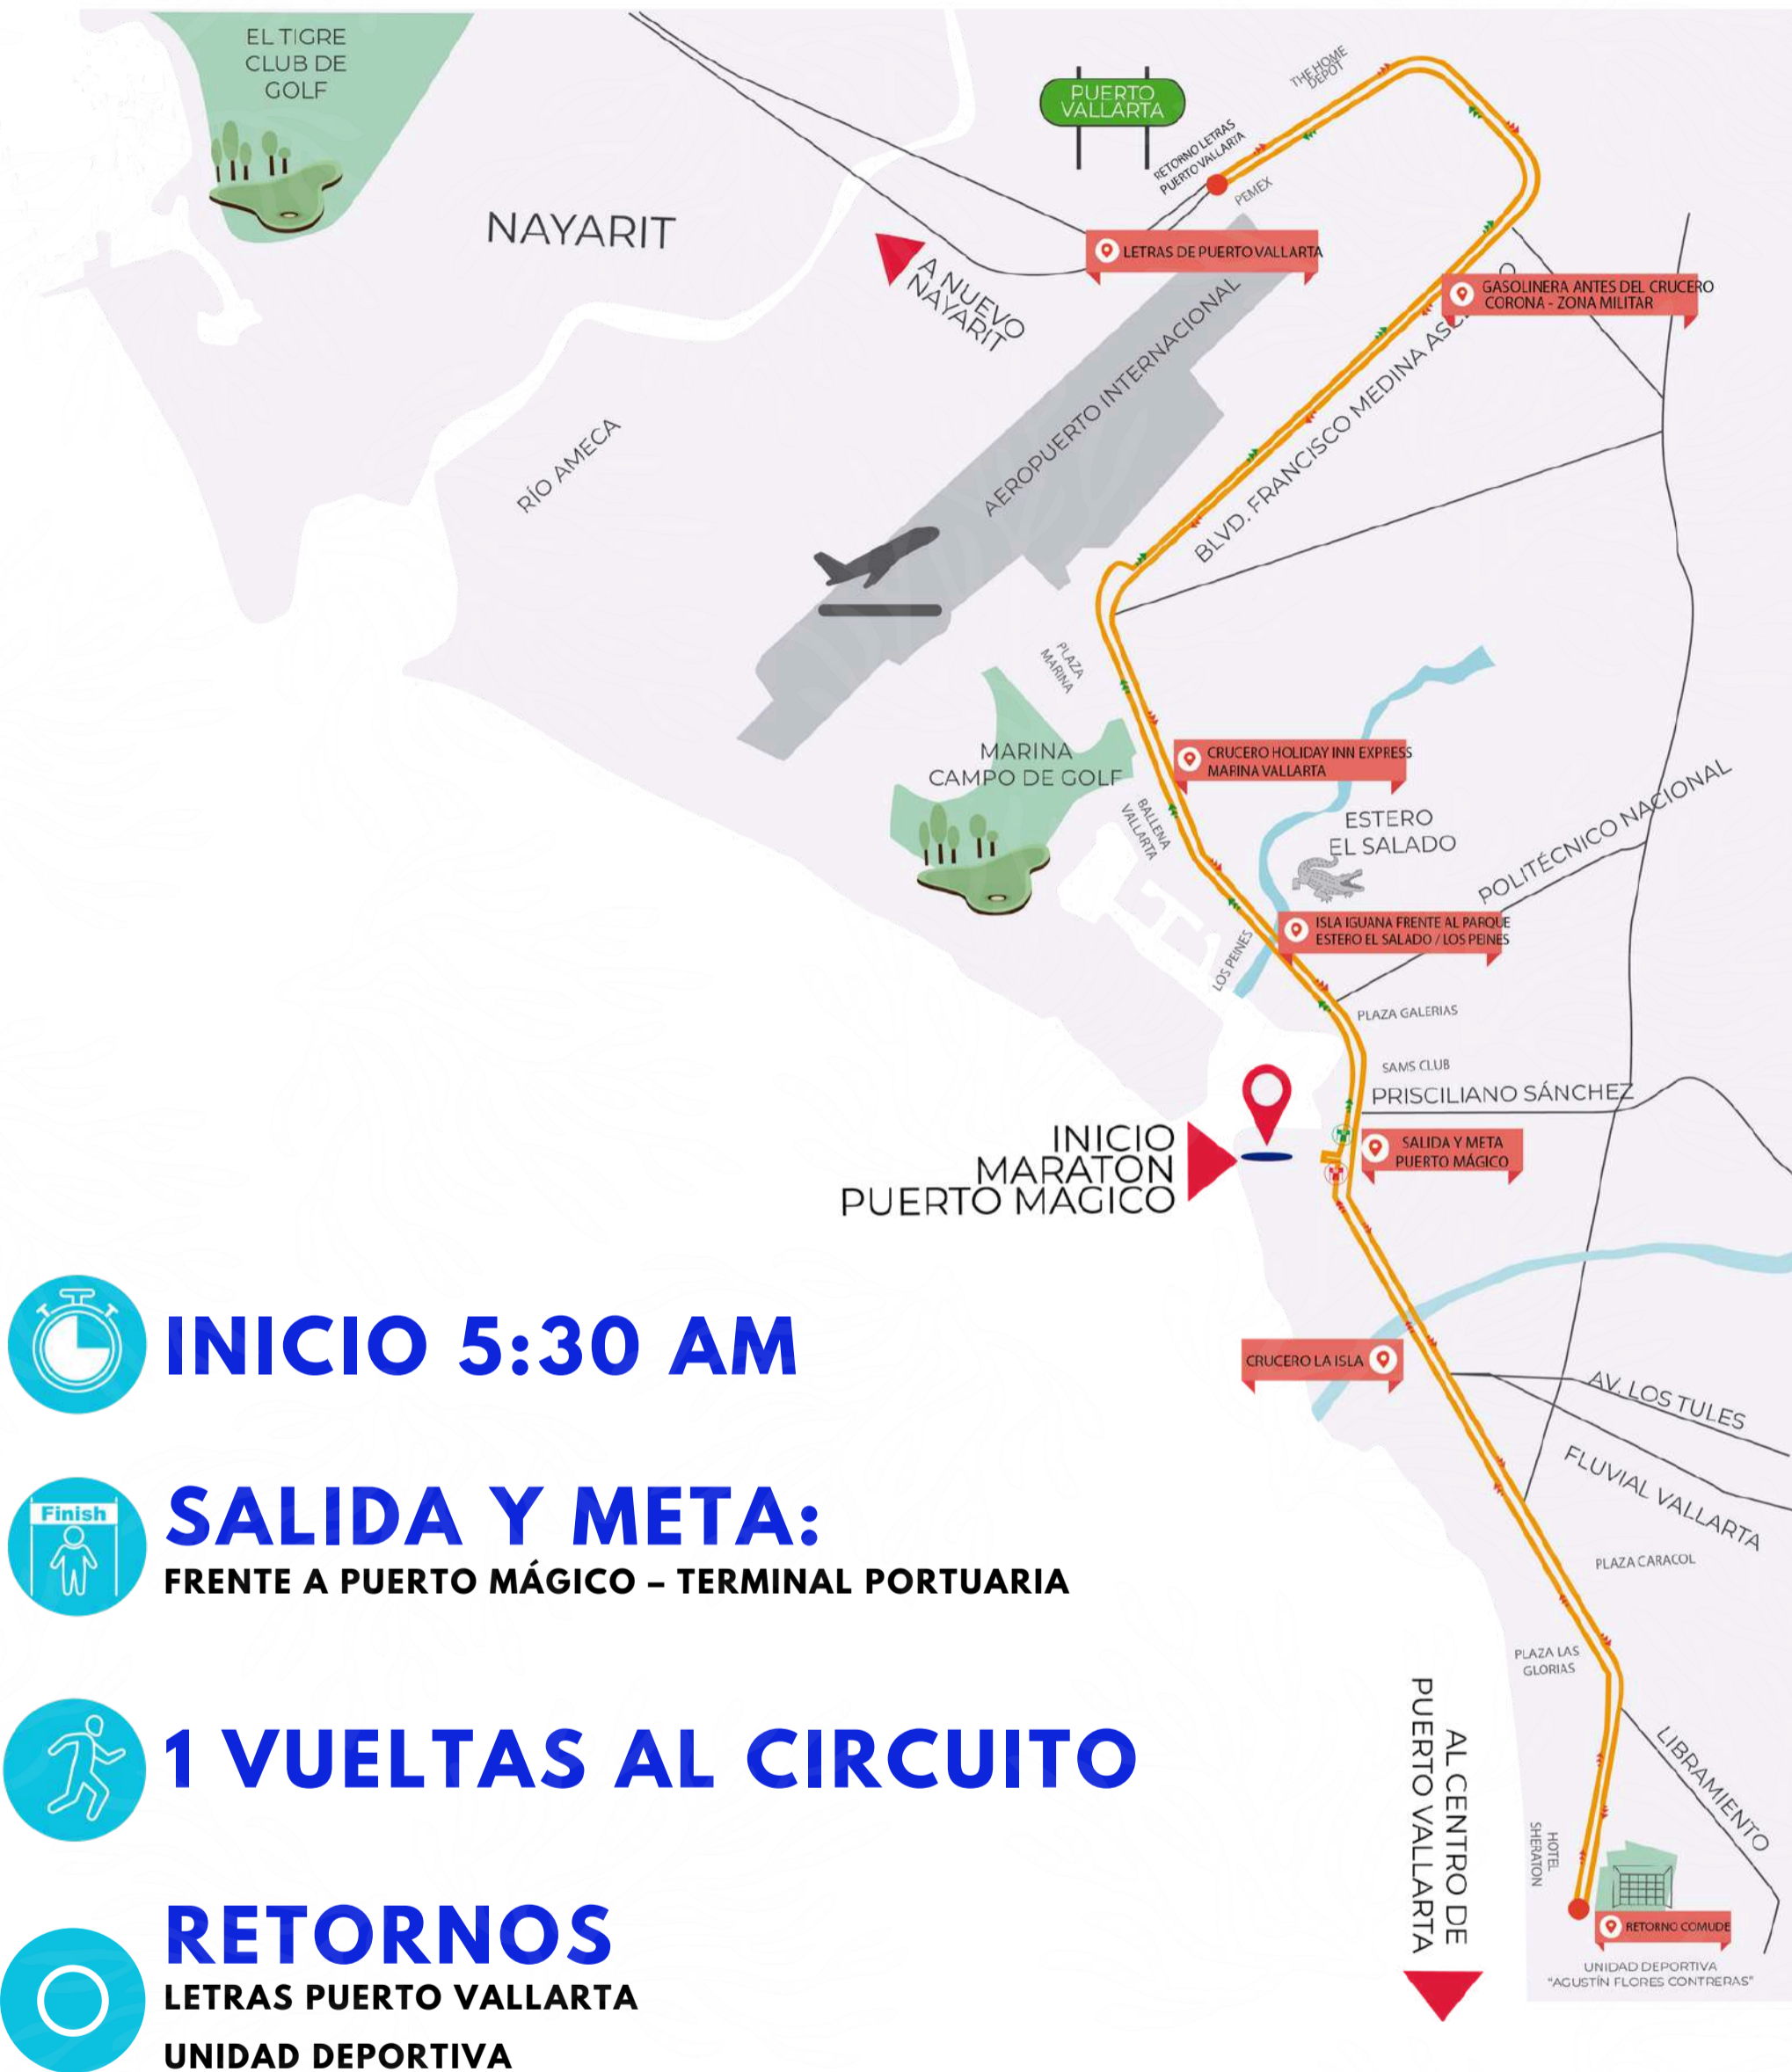 EL TIGRE
CLUB DE
GOLF
NAYARIT
PUERTO
VALLARTA
THE HOME
DEPOT
RETORNO LETRAS
PUERTO VALLARTA
PEMEX
LETRAS DE PUERTO VALLARTA
A NUEVO
NAYARIT
GASOLINERA ANTES DEL CRUCERO
CORONA - ZONA MILITAR
AEROPUERTO INTERNACIONAL
BLVD. FRANCISCO MEDINA
RÍO AMECA
PLAZA
MARINA
MARINA
CAMPO DE GOLF
CRUCERO HOLIDAY INN EXPRESS
MARINA VALLARTA
BALLENA
VALLARTA
ESTERO
EL SALADO
POLITÉCNICO NACIONAL
ISLA IGUANA FRENTE AL PARQUE
ESTERO EL SALADO / LOS PEINES
LOS PEINES
PLAZA GALERIAS
SAMS CLUB
PRISCILIANO SÁNCHEZ
INICIO
MARATON
PUERTO MAGICO
SALIDA Y META
PUERTO MÁGICO
CRUCERO LA ISLA
AV. LOS TULES
FLUVIAL VALLARTA
PLAZA CARACOL
PLAZA LAS
GLORIAS
LIBRAMIENTO
AL CENTRO DE
PUERTO VALLARTA
HOTEL
SHERATON
RETORNO COMUDE
UNIDAD DEPORTIVA
"AGUSTÍN FLORES CONTRERAS"
INICIO 5:30 AM
Finish
SALIDA Y META:
FRENTE A PUERTO MÁGICO – TERMINAL PORTUARIA
1 VUELTAS AL CIRCUITO
RETORNOS
LETRAS PUERTO VALLARTA
UNIDAD DEPORTIVA